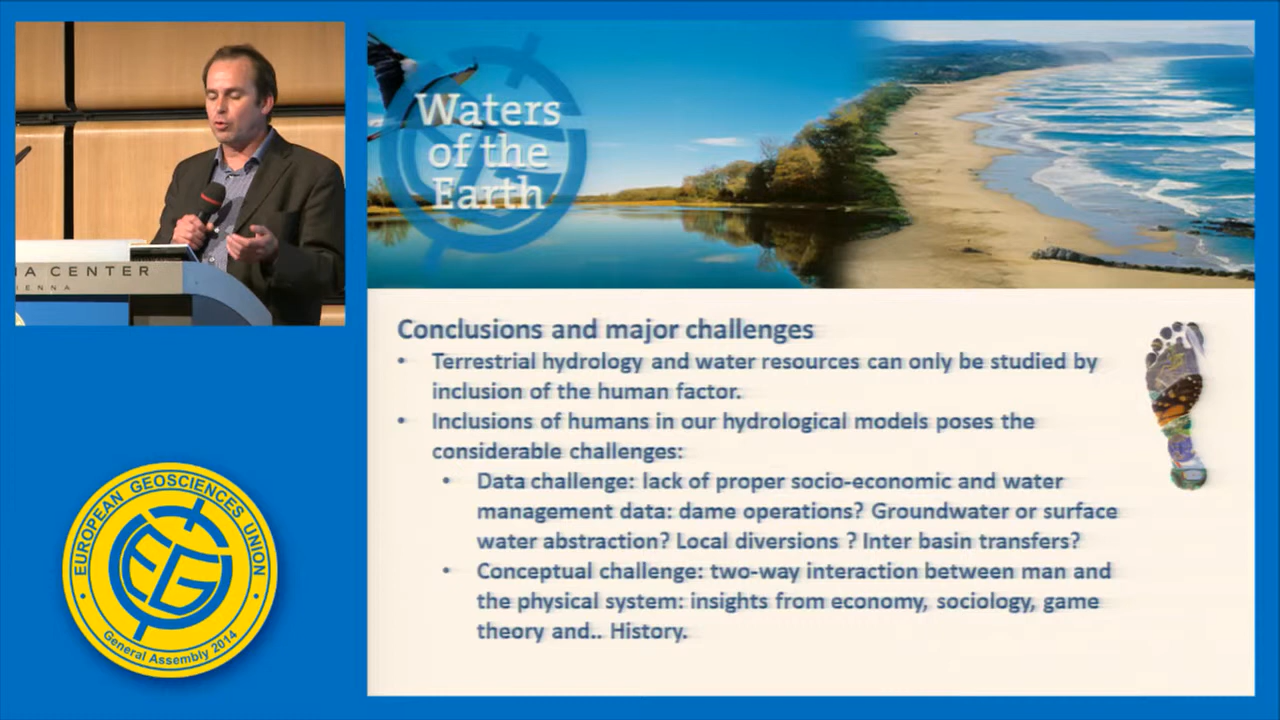 A CENTER
ENNA
Waters
of the
Earth
Conclusions and major challenges
• Terrestrial hydrology and water resources can only be studied by
inclusion of the human factor.
• Inclusions of humans in our hydrological models poses the
considerable challenges:
• Data challenge: lack of proper socio-economic and water
management data: dame operations? Groundwater or surface
water abstraction? Local diversions ? Inter basin transfers?
• Conceptual challenge: two-way interaction between man and
the physical system: insights from economy, sociology, game
theory and.. History.
EUROPEAN GEOSCIENCES UNION
EGU
General Assembly 2014